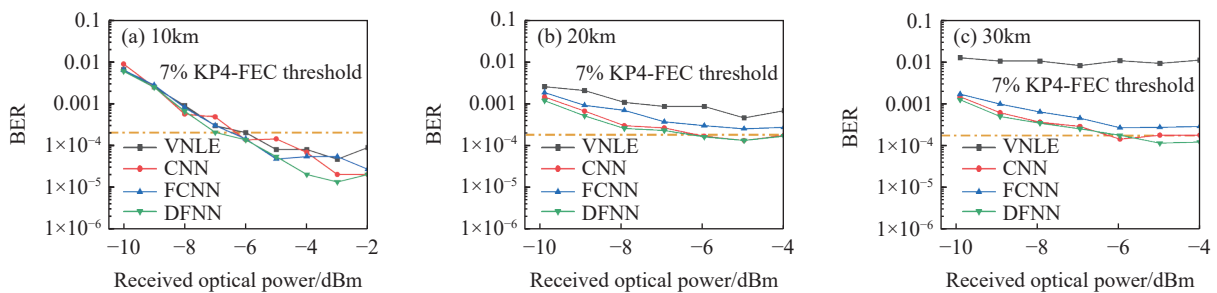 0.1
(a) 10km
0.01
7% KP4-FEC threshold
0.001
BER
1×10⁻⁴
VNLE
CNN
1×10⁻⁵
FCNN
DFNN
1×10⁻⁶
−10
−8
−6
−4
−2
Received optical power/dBm
0.1
(b) 20km
0.01
7% KP4-FEC threshold
0.001
BER
1×10⁻⁴
VNLE
CNN
1×10⁻⁵
FCNN
DFNN
1×10⁻⁶
−10
−8
−6
−4
Received optical power/dBm
0.1
(c) 30km
0.01
7% KP4-FEC threshold
0.001
BER
1×10⁻⁴
VNLE
CNN
1×10⁻⁵
FCNN
DFNN
1×10⁻⁶
−10
−8
−6
−4
Received optical power/dBm